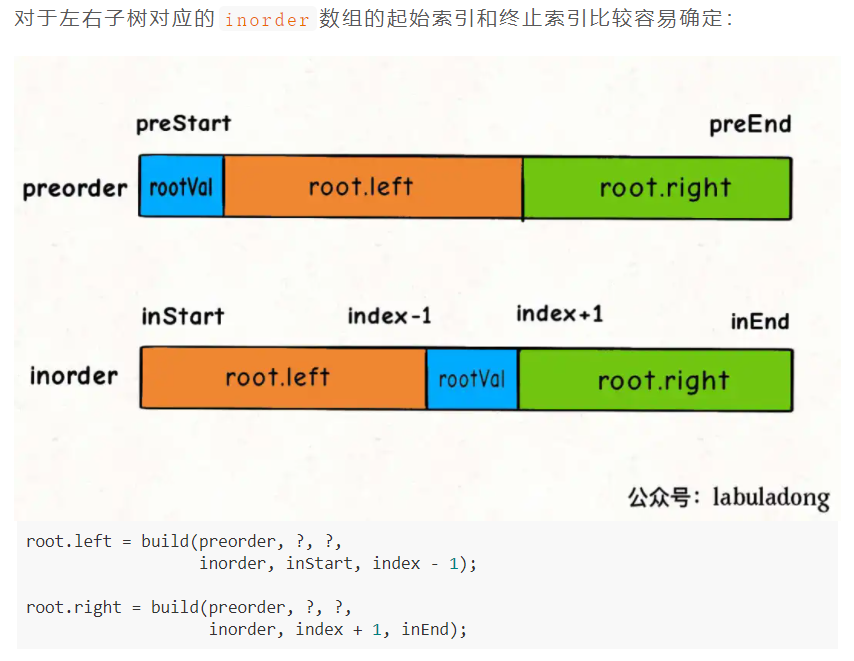 对于左右子树对应的 inorder 数组的起始索引和终止索引比较容易确定：
preStart preEnd
preorder rootVal root.left root.right
inStart index-1 index+1 inEnd
inorder root.left rootVal root.right
公众号：labuladong
root.left = build(preorder, ?, ?,
inorder, inStart, index - 1);
root.right = build(preorder, ?, ?,
inorder, index + 1, inEnd);